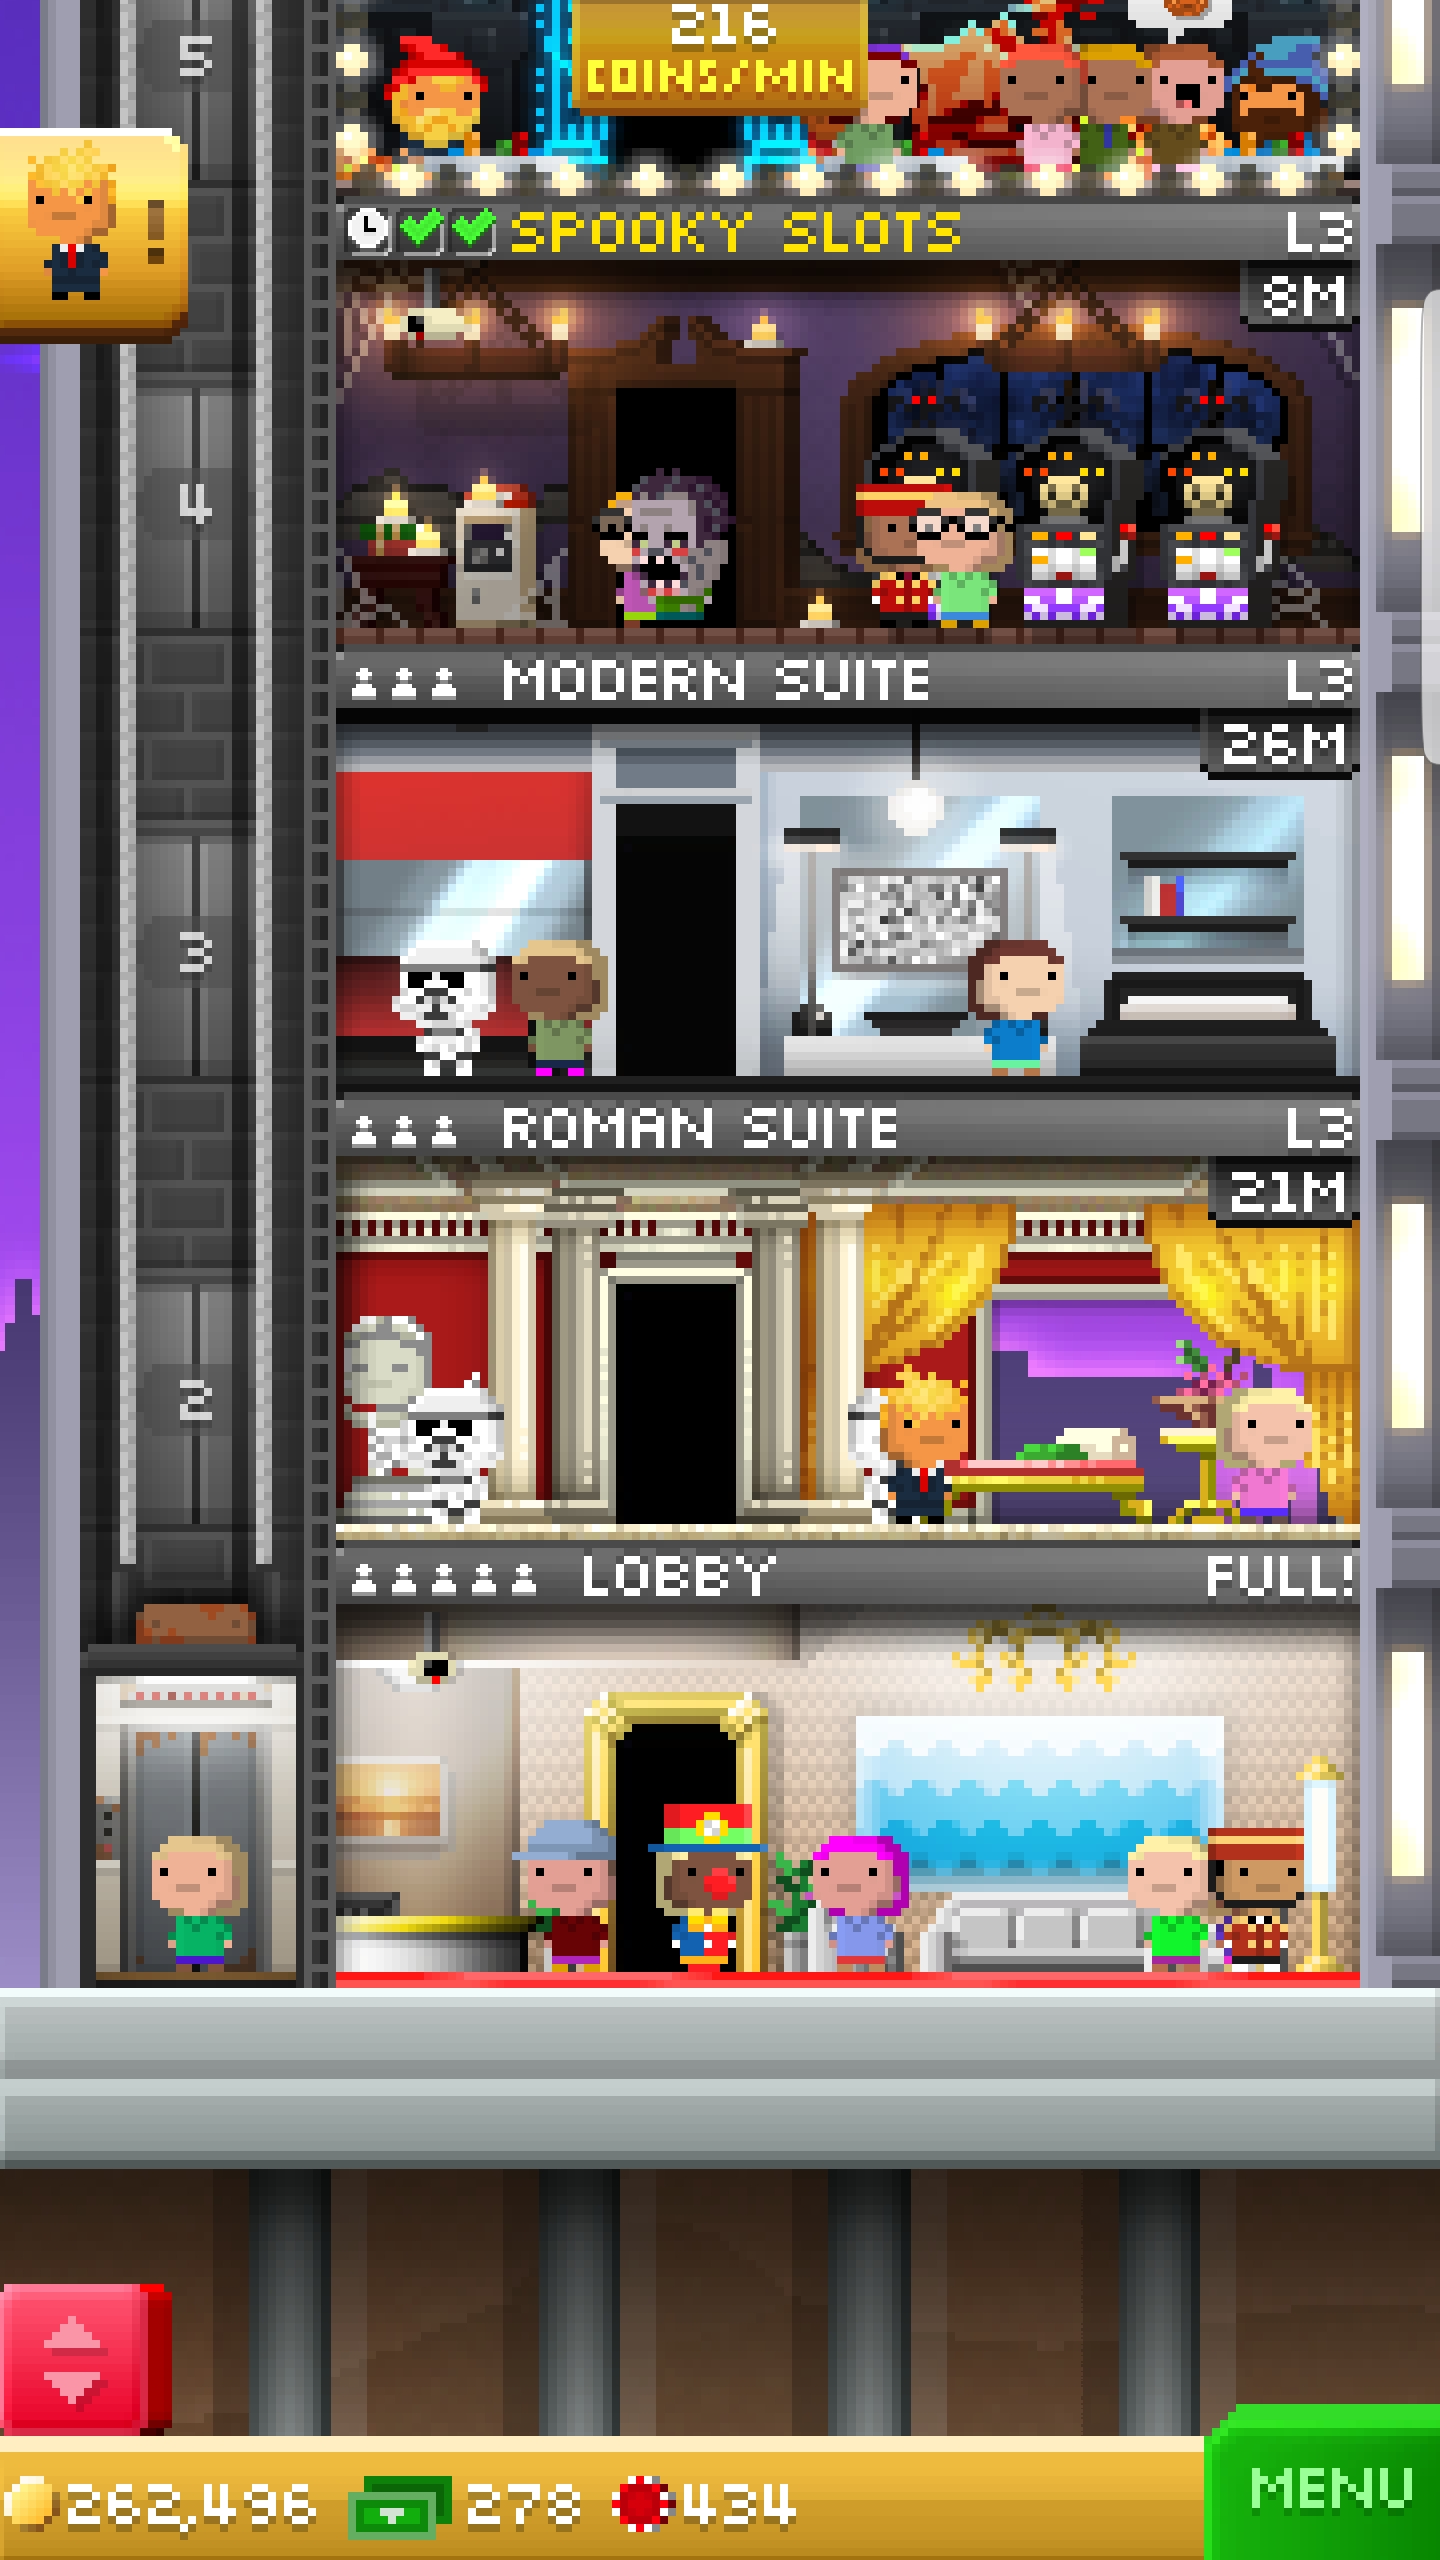 5
216
COINS/MIN
!
SPOOKY SLOTS L3
8M
4
MODERN SUITE L3
26M
3
ROMAN SUITE L3
21M
2
LOBBY FULL!
262,496 278 434
MENU